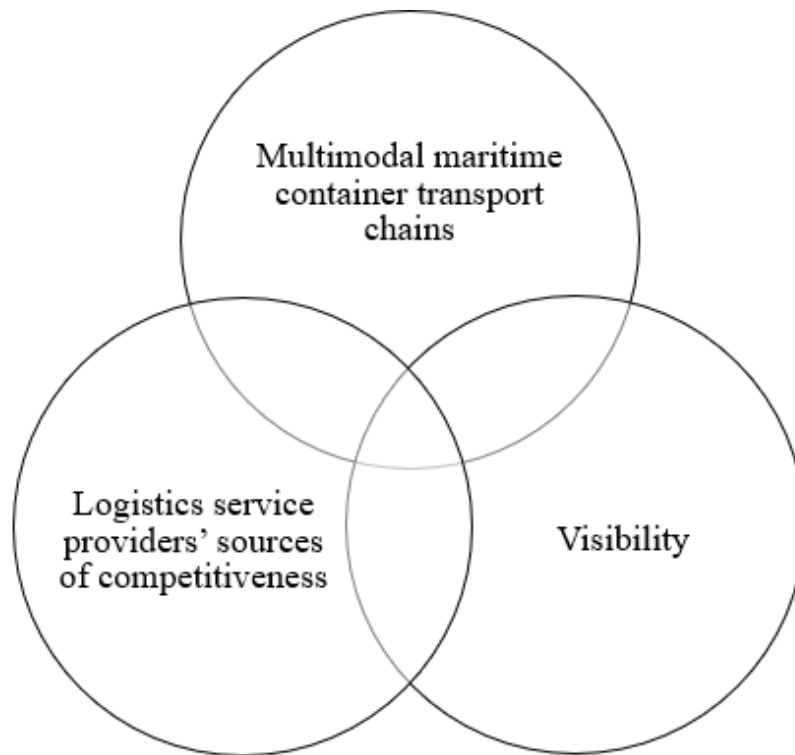 Multimodal maritime
container transport
chains
Logistics service
providers’ sources
of competitiveness
Visibility